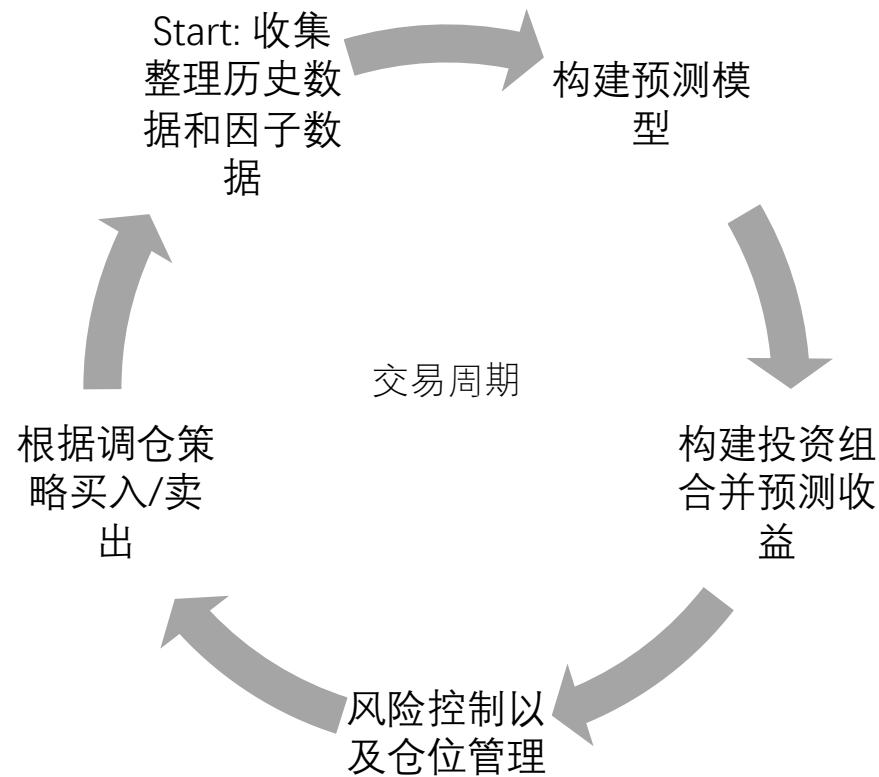 Start: 收集
整理历史数
据和因子数
据
构建预测模
型
交易周期
构建投资组
合并预测收
益
根据调仓策
略买入/卖
出
风险控制以
及仓位管理